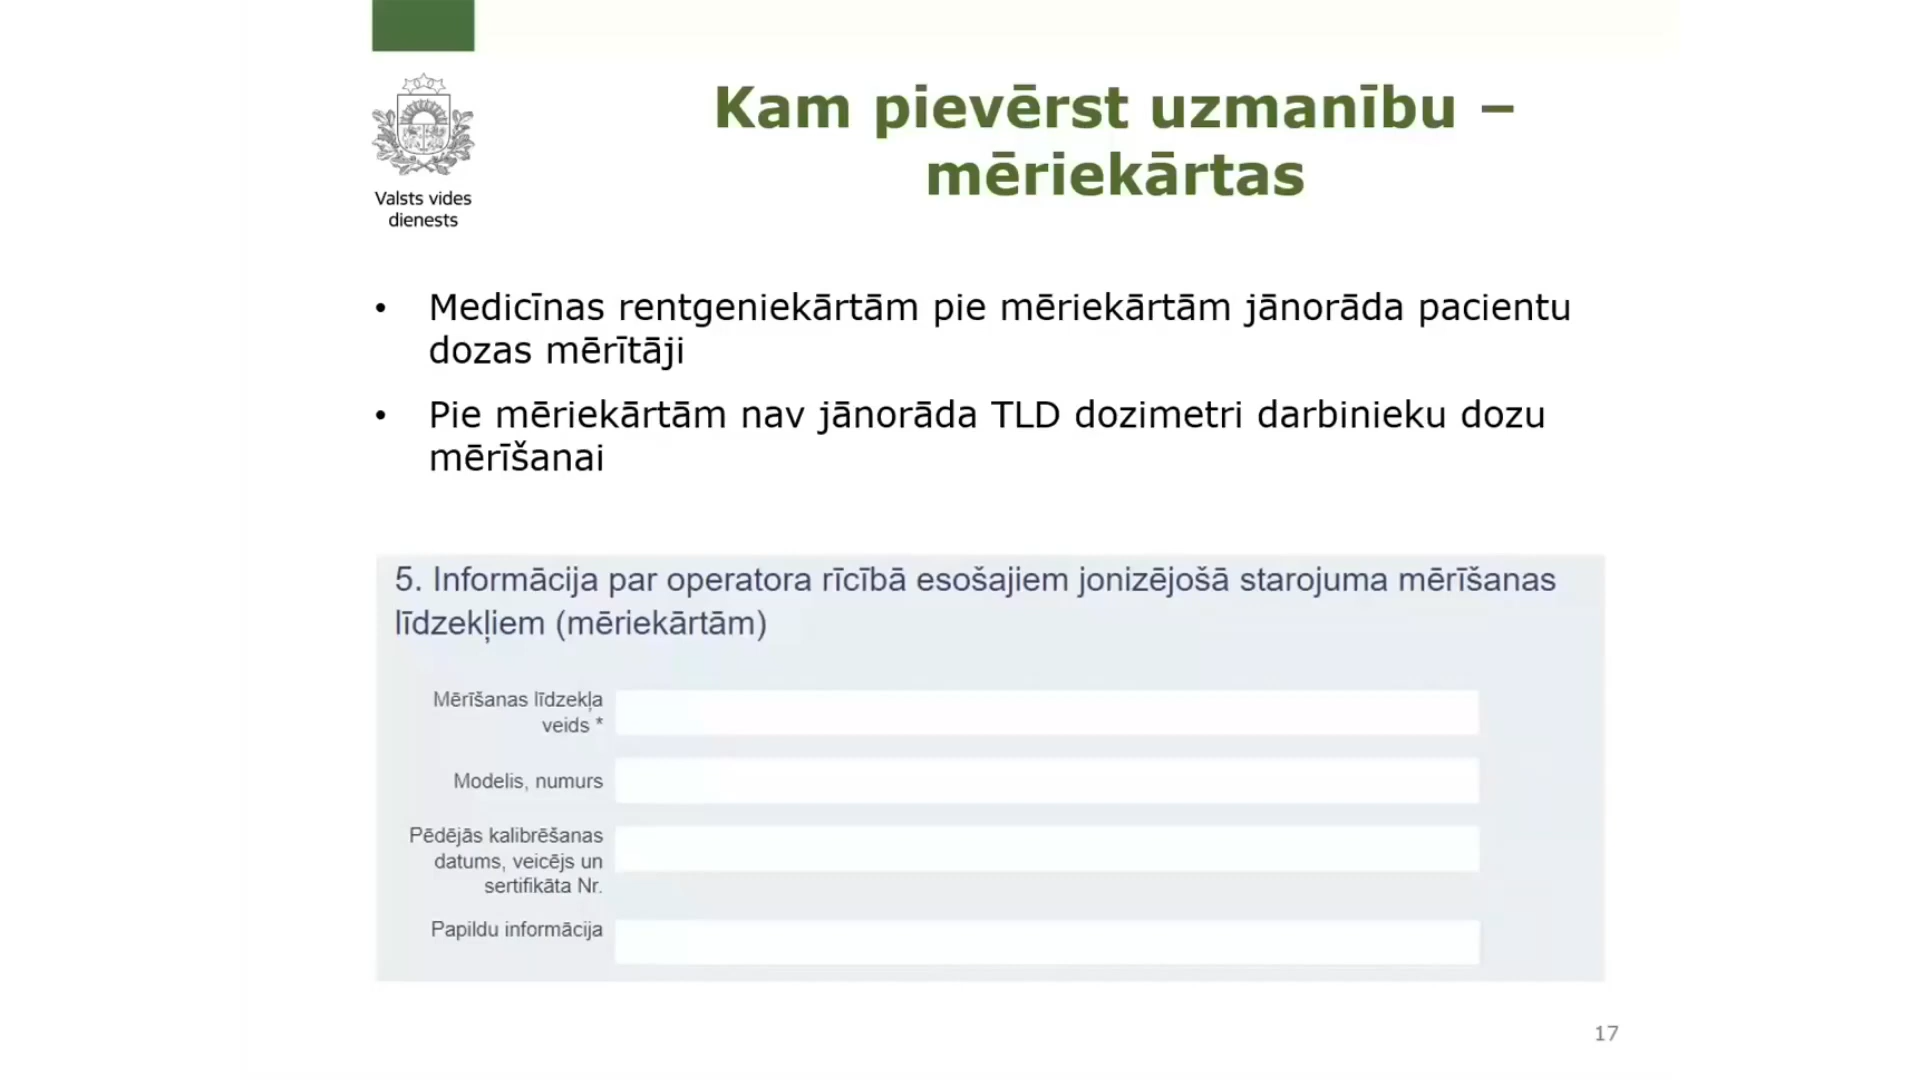 Valsts vides
dienests
Kam pievērst uzmanību –
mēriekārtas
• Medicīnas rentgeniekārtām pie mēriekārtām jānorāda pacientu
dozas mērītāji
• Pie mēriekārtām nav jānorāda TLD dozimetri darbinieku dozu
mērīšanai
5. Informācija par operatora rīcībā esošajiem jonizējošā starojuma mērīšanas
līdzekļiem (mēriekārtām)
Mērīšanas līdzekļa
veids *
Modelis, numurs
Pēdējās kalibrēšanas
datums, veicējs un
sertifikāta Nr.
Papildu informācija
17